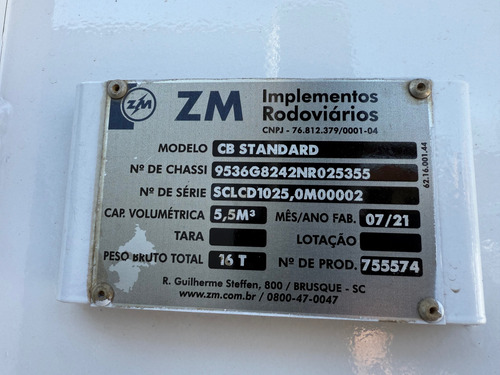 ZM ZM Implementos
Rodoviários
CNPJ - 76.812.379/0001-04
MODELO CB STANDARD
Nº DE CHASSI 9536G8242NR025355
Nº DE SÉRIE SCLCD1025,0M00002
CAP. VOLUMÉTRICA 5,5M³ MÊS/ANO FAB. 07/21
TARA LOTAÇÃO
PESO BRUTO TOTAL 16 T Nº DE PROD. 755574
R. Guilherme Steffen, 800 / BRUSQUE - SC
www.zm.com.br / 0800-47-0047
62.16.001.44